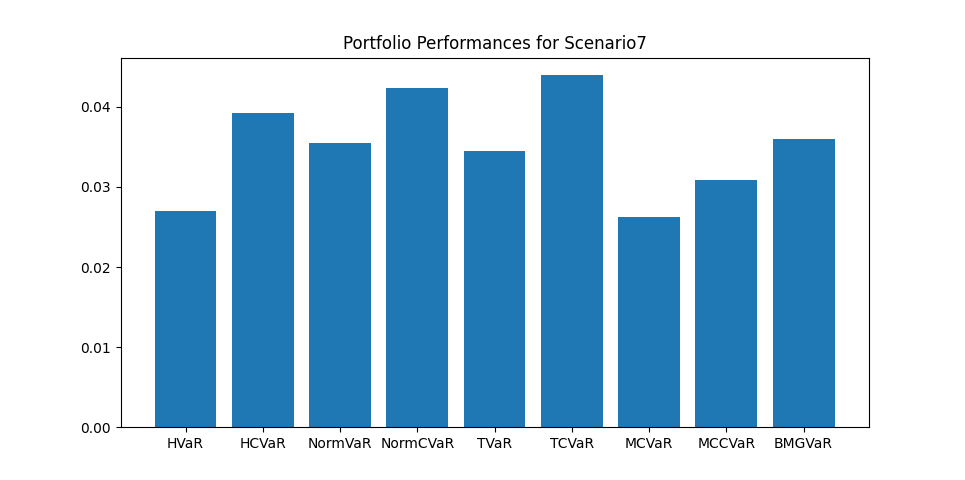 Portfolio Performances for Scenario7
0.04
0.03
0.02
0.01
0.00
HVaR HCVaR NormVaR NormCVaR TVaR TCVaR MCVaR MCCVaR BMGVaR